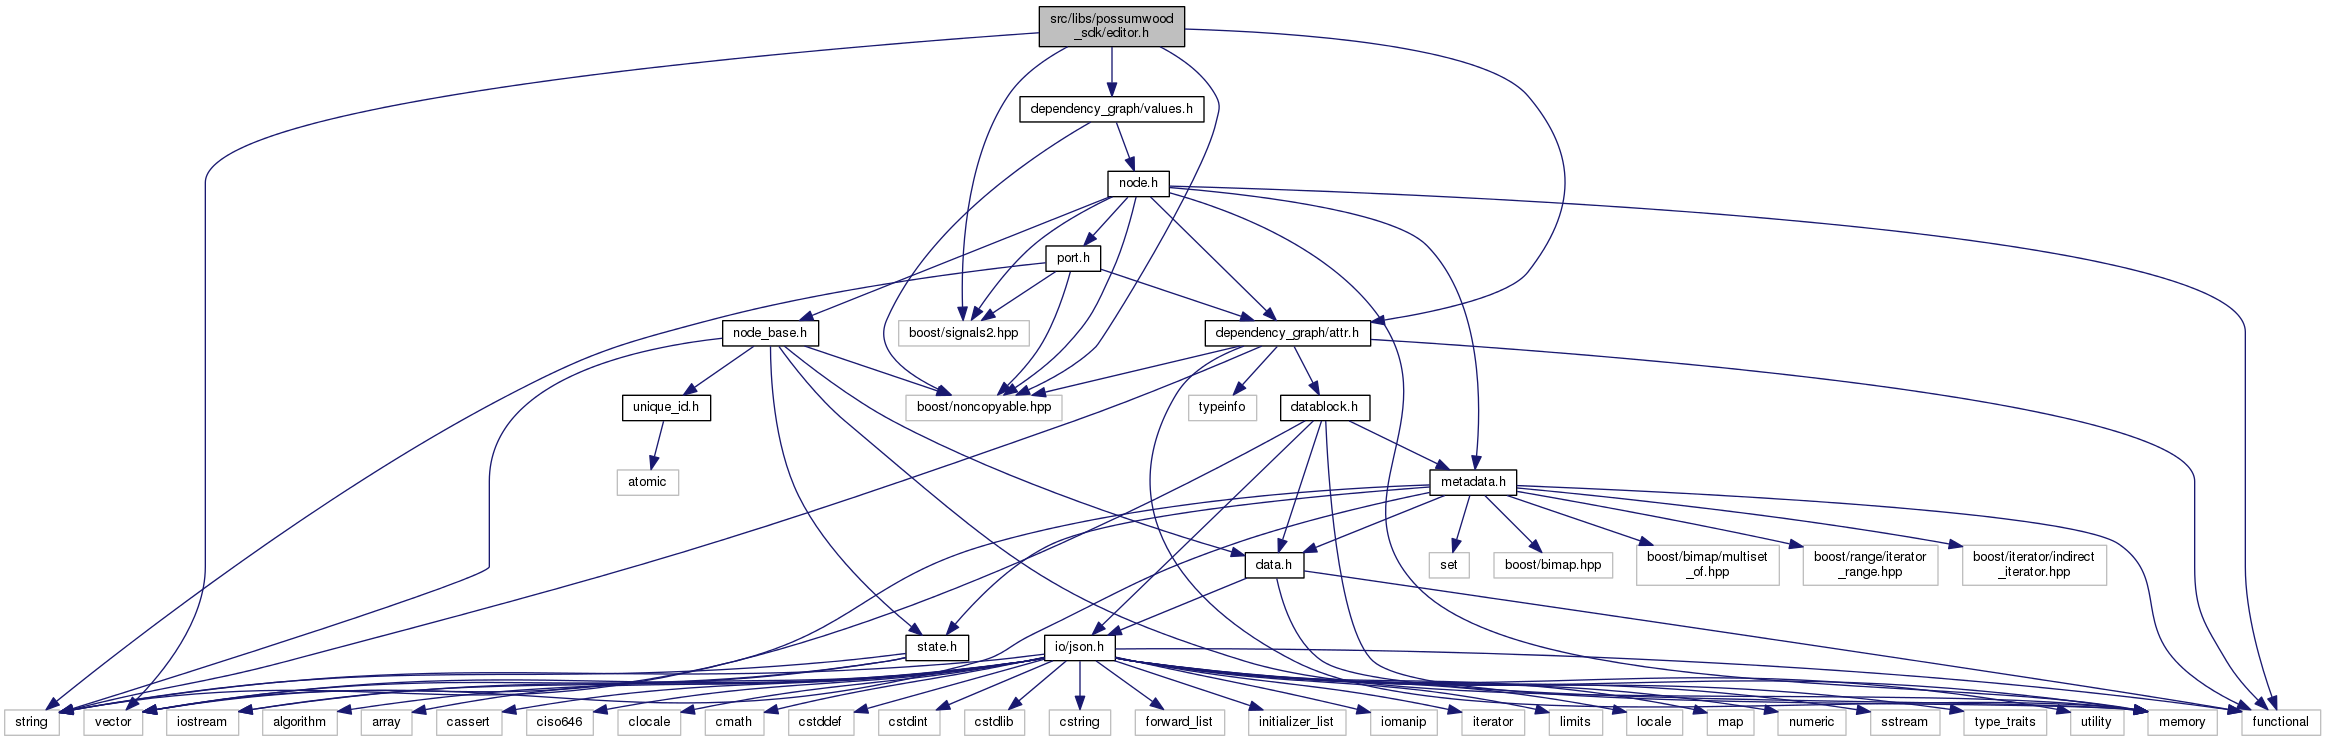 src/libs/possumwood
_sdk/editor.h
dependency_graph/values.h
node.h
port.h
node_base.h
boost/signals2.hpp
dependency_graph/attr.h
unique_id.h
boost/noncopyable.hpp
typeinfo
datablock.h
atomic
metadata.h
data.h
set
boost/bimap.hpp
boost/bimap/multiset
_of.hpp
boost/range/iterator
_range.hpp
boost/iterator/indirect
_iterator.hpp
state.h
io/json.h
string
vector
iostream
algorithm
array
cassert
ciso646
clocale
cmath
cstddef
cstdint
cstdlib
cstring
forward_list
initializer_list
iomanip
iterator
limits
locale
map
numeric
sstream
type_traits
utility
memory
functional